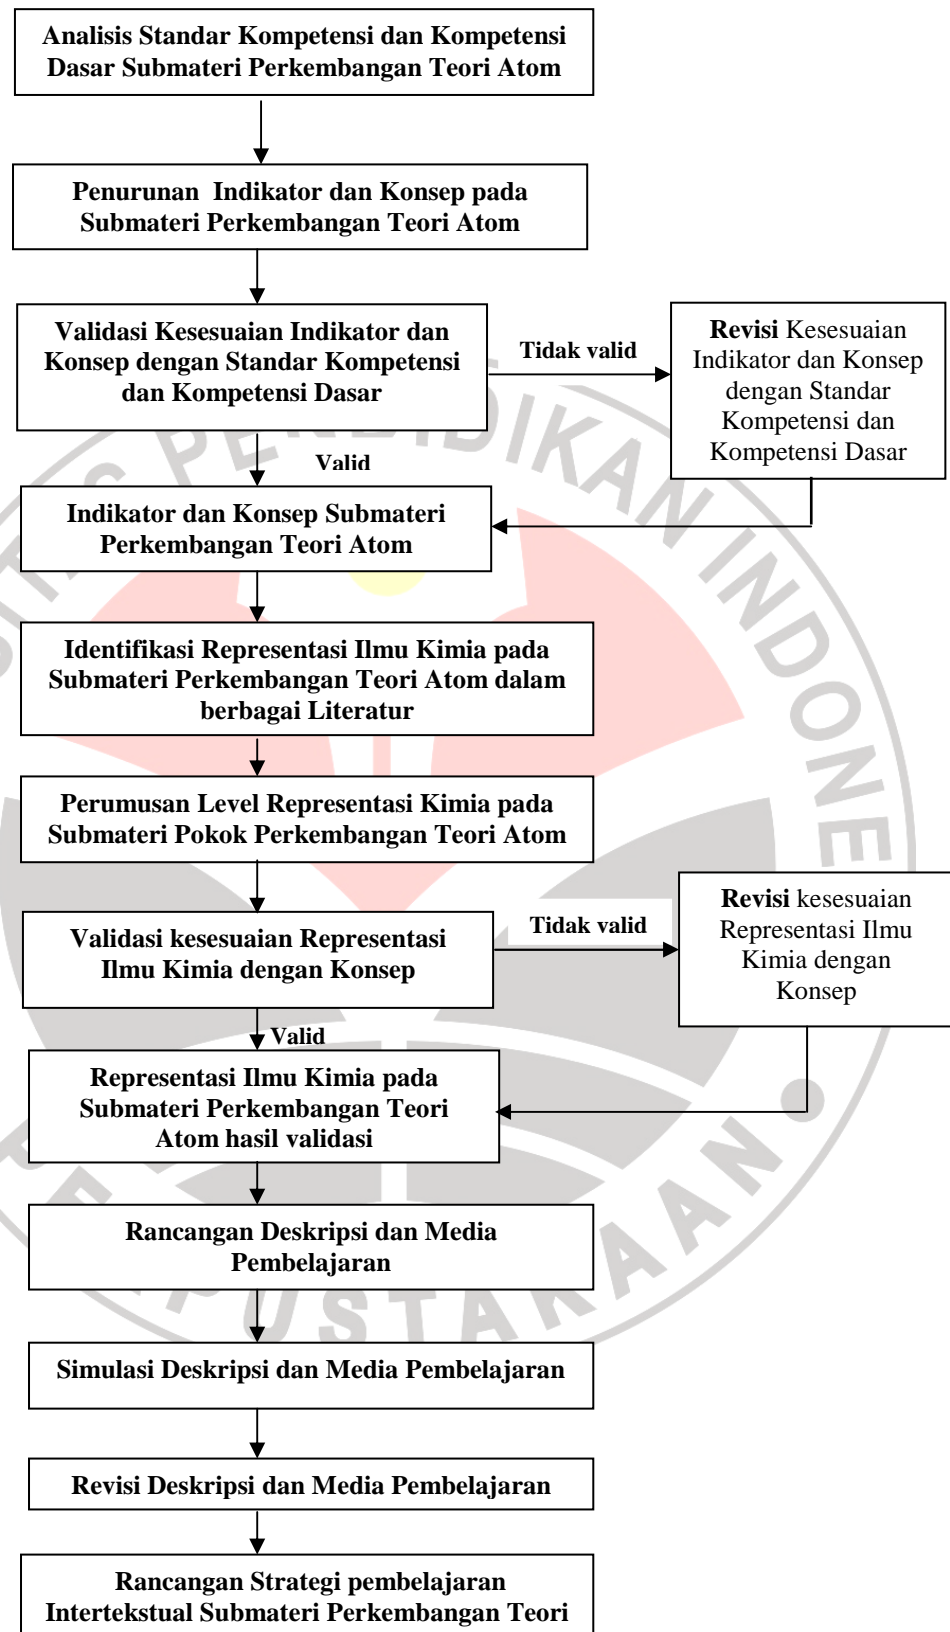 Analisis Standar Kompetensi dan Kompetensi
Dasar Submateri Perkembangan Teori Atom
Penurunan Indikator dan Konsep pada
Submateri Perkembangan Teori Atom
Validasi Kesesuaian Indikator dan
Konsep dengan Standar Kompetensi
dan Kompetensi Dasar
Tidak valid
Revisi Kesesuaian
Indikator dan Konsep
dengan Standar
Kompetensi dan
Kompetensi Dasar
Valid
Indikator dan Konsep Submateri
Perkembangan Teori Atom
Identifikasi Representasi Ilmu Kimia pada
Submateri Perkembangan Teori Atom dalam
berbagai Literatur
Perumusan Level Representasi Kimia pada
Submateri Pokok Perkembangan Teori Atom
Validasi kesesuaian Representasi
Ilmu Kimia dengan Konsep
Tidak valid
Revisi kesesuaian
Representasi Ilmu
Kimia dengan
Konsep
Valid
Representasi Ilmu Kimia pada
Submateri Perkembangan Teori
Atom hasil validasi
Rancangan Deskripsi dan Media
Pembelajaran
Simulasi Deskripsi dan Media Pembelajaran
Revisi Deskripsi dan Media Pembelajaran
Rancangan Strategi pembelajaran
Intertekstual Submateri Perkembangan Teori